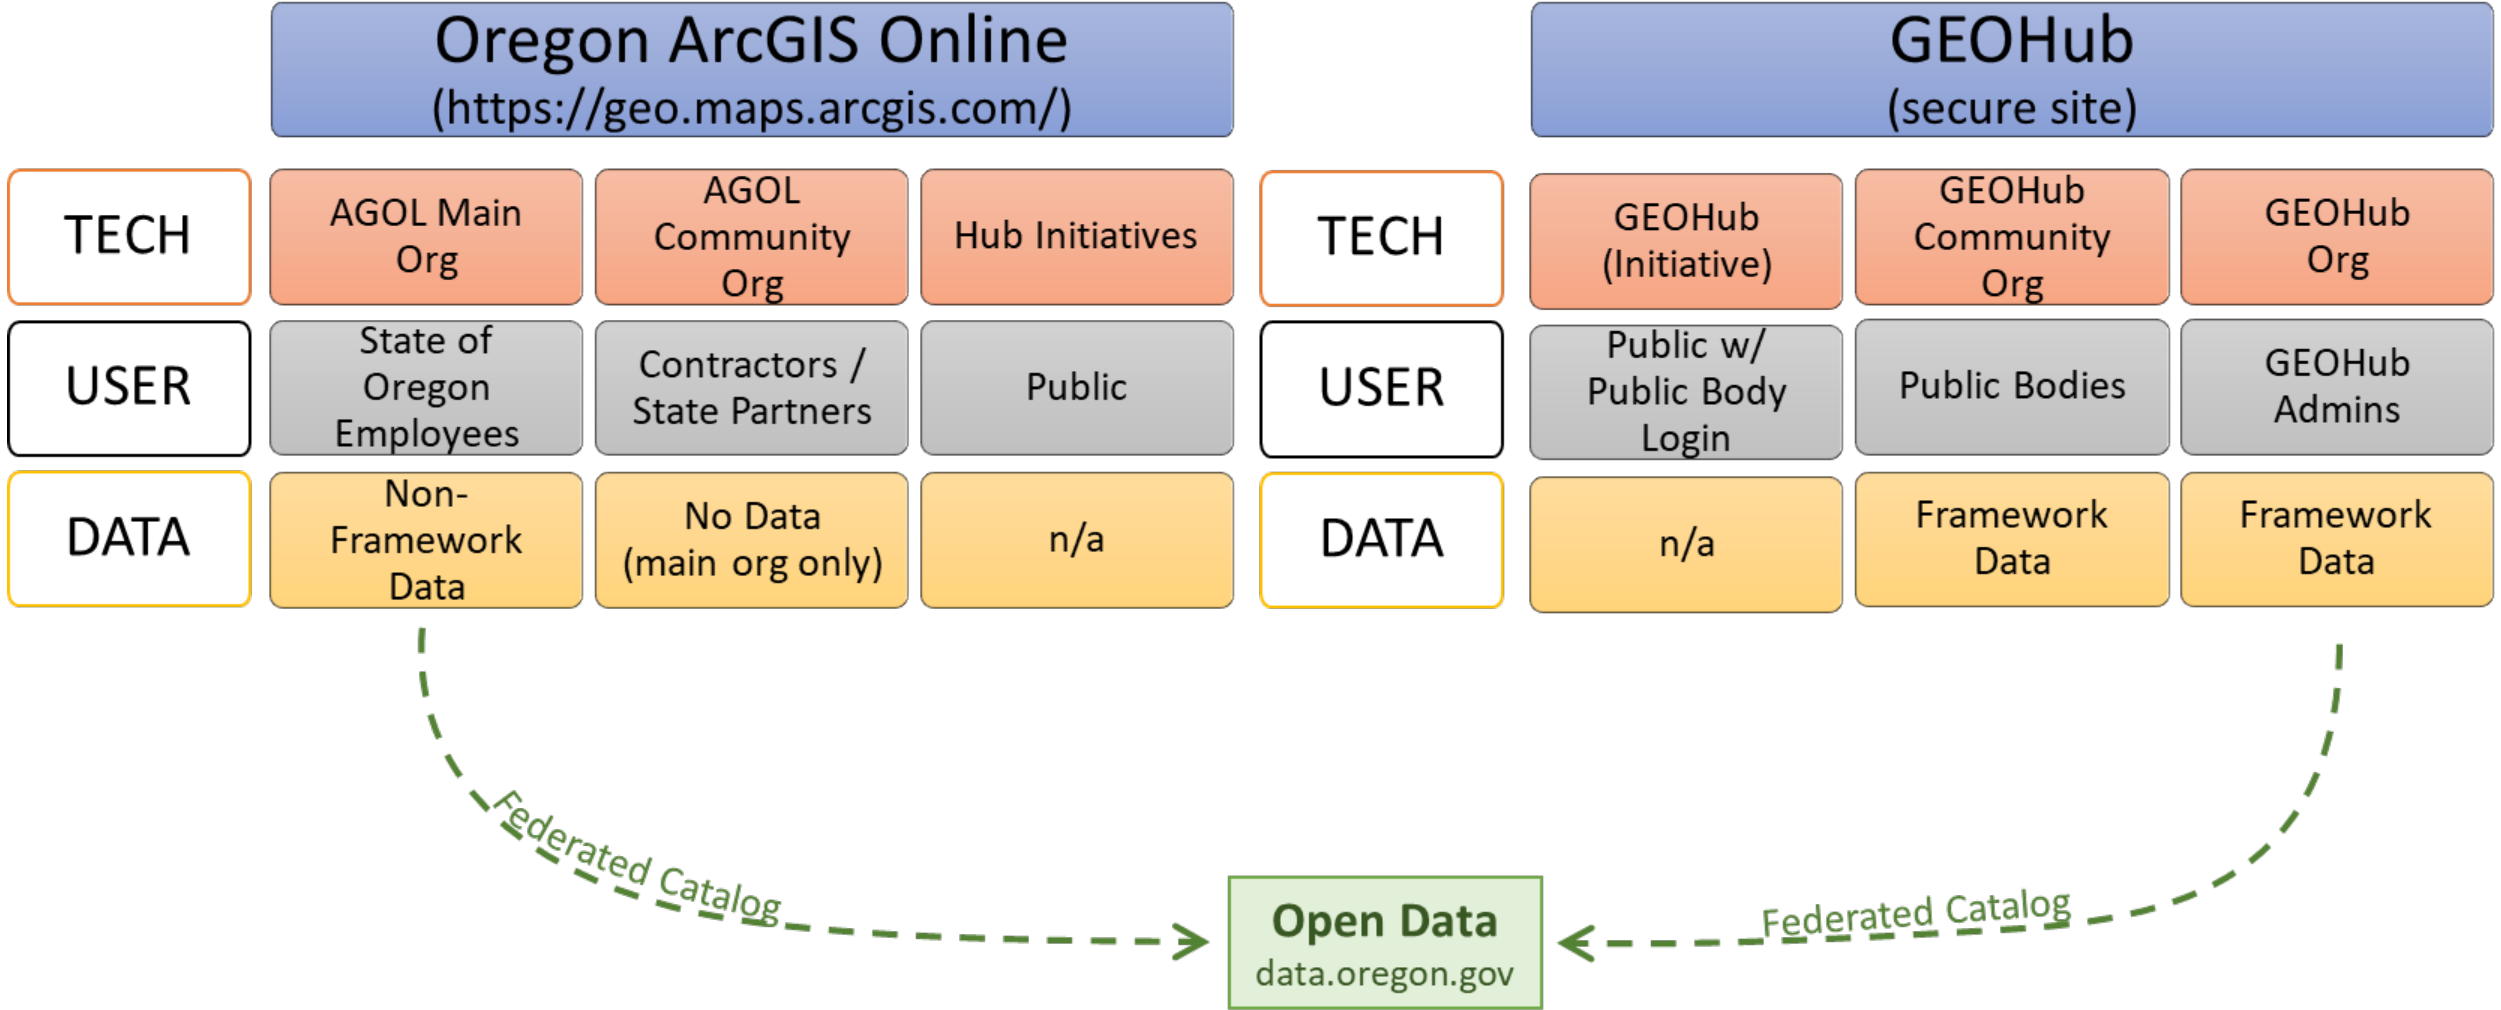 Oregon ArcGIS Online
(https://geo.maps.arcgis.com/)
GEOHub
(secure site)
TECH
AGOL Main
Org
AGOL
Community
Org
Hub Initiatives
TECH
GEOHub
(Initiative)
GEOHub
Community
Org
GEOHub
Org
USER
State of
Oregon
Employees
Contractors /
State Partners
Public
USER
Public w/
Public Body
Login
Public Bodies
GEOHub
Admins
DATA
Non-
Framework
Data
No Data
(main org only)
n/a
DATA
n/a
Framework
Data
Framework
Data
Federated Catalog
Open Data
data.oregon.gov
Federated Catalog